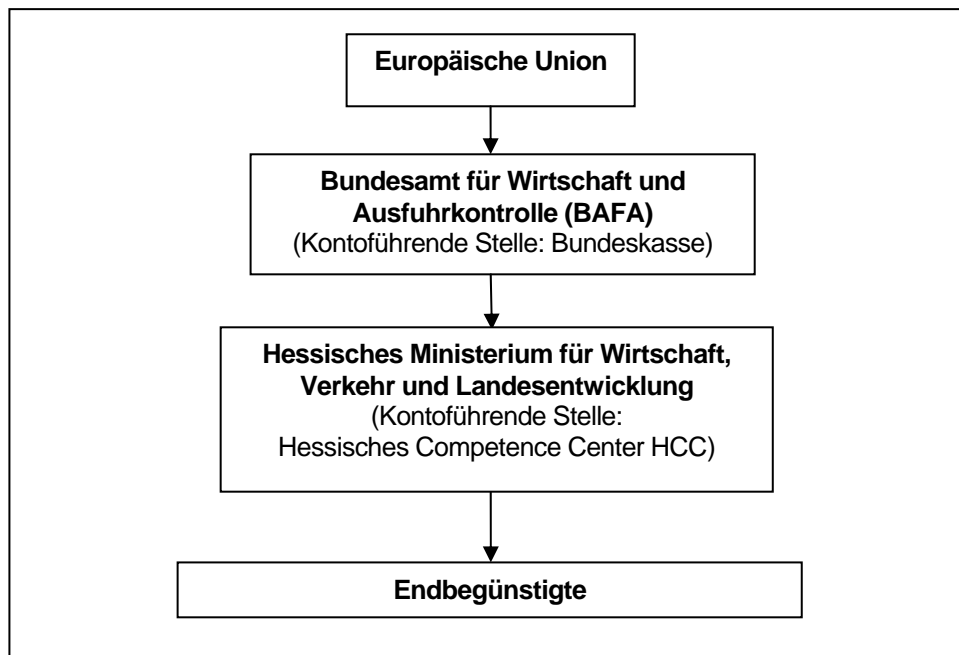 Europäische Union
Bundesamt für Wirtschaft und
Ausfuhrkontrolle (BAFA)
(Kontoführende Stelle: Bundeskasse)
Hessisches Ministerium für Wirtschaft,
Verkehr und Landesentwicklung
(Kontoführende Stelle:
Hessisches Competence Center HCC)
Endbegünstigte